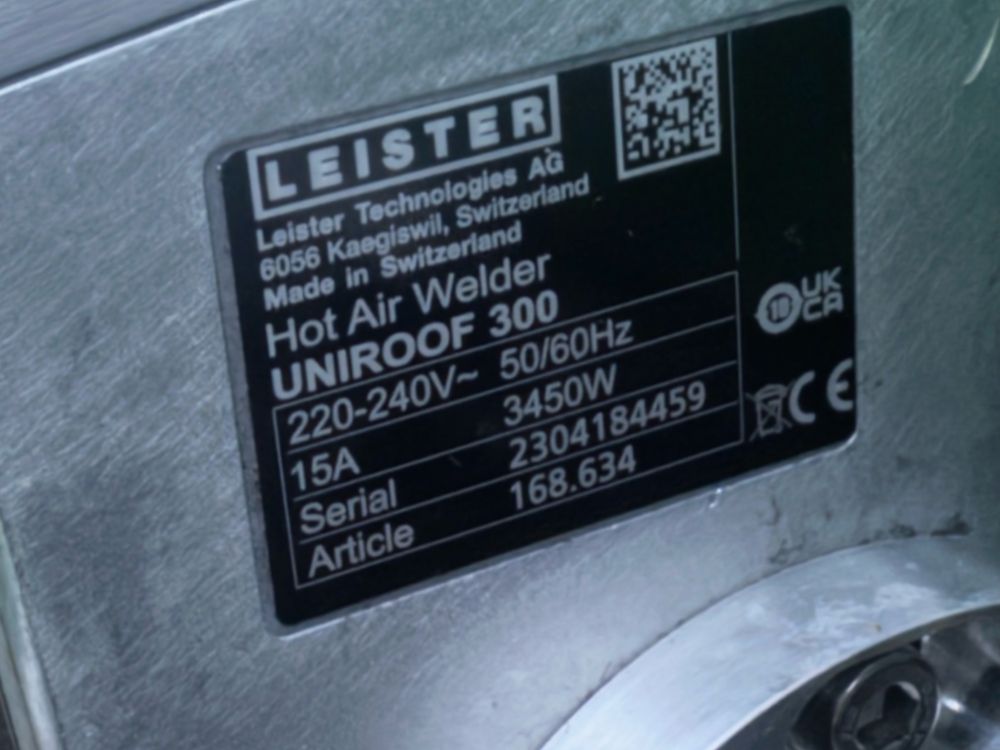 LEISTER
Leister Technologies AG
6056 Kaegiswil, Switzerland
Made in Switzerland
Hot Air Welder
UNIROOF 300
220-240V~ 50/60Hz
15A 3450W
Serial 2304184459
Article 168.634
UK
CA
CE